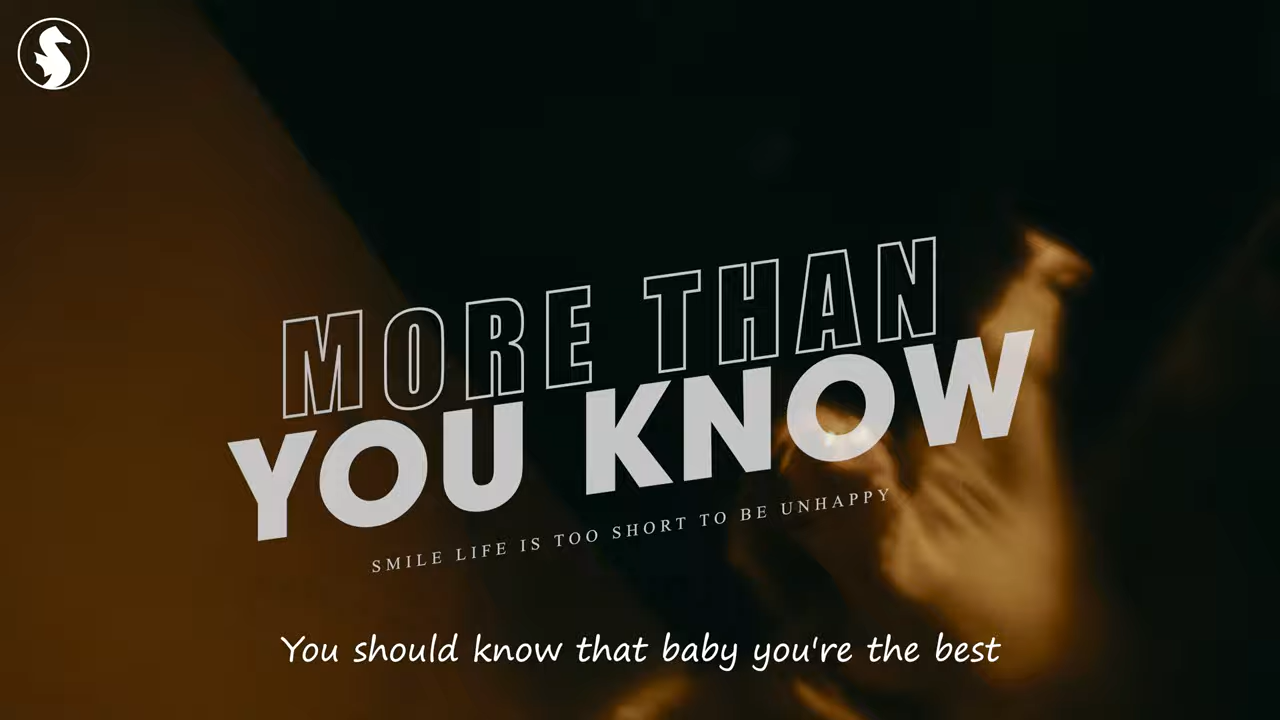 MORE THAN
YOU KNOW
SMILE LIFE IS TOO SHORT TO BE UNHAPPY
You should know that baby you're the best